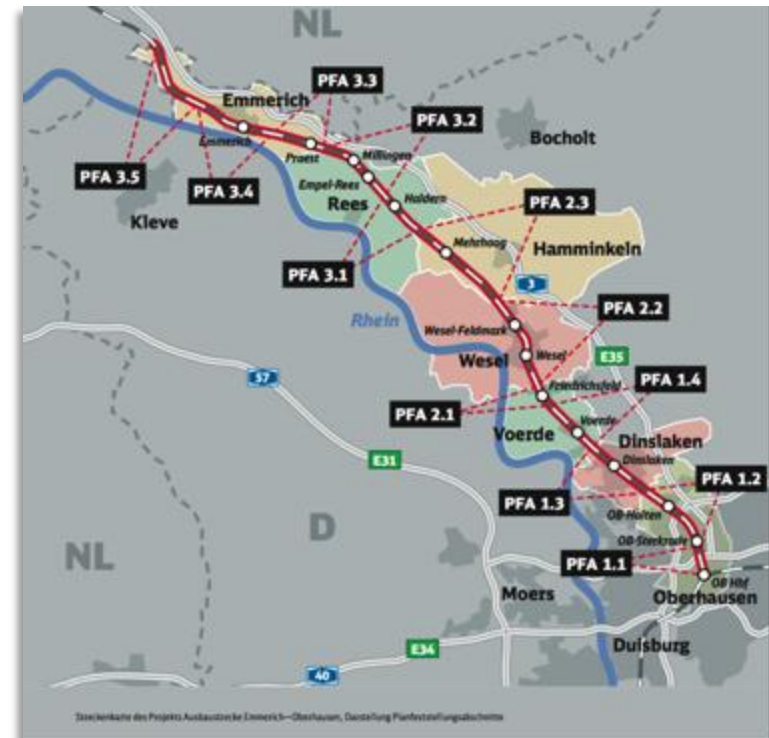 NL
PFA 3.3
Emmerich
PFA 3.2
Bocholt
Emmerich
Praest
Millingen
PFA 3.5
PFA 3.4
Empel-Rees
Rees
Haldern
PFA 2.3
Kleve
Mehrhoog
Hamminkeln
PFA 3.1
3
PFA 2.2
Rhein
Wesel-Feldmark
Wesel
Wesel
E35
57
Friedrichsfeld
PFA 1.4
PFA 2.1
Voerde
Voerde
Dinslaken
E31
Dinslaken
PFA 1.2
PFA 1.3
OB-Holten
D
OB-Sterkrade
NL
PFA 1.1
OB Hbf
Moers
Oberhausen
Duisburg
E34
40
Streckenkarte des Projekts Ausbaustrecke Emmerich–Oberhausen, Darstellung Planfeststellungsabschnitte